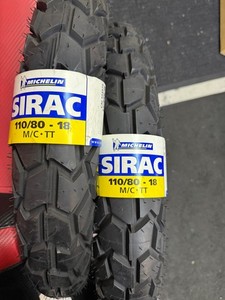 MICHELIN
SIRAC
110/80 - 18
M/C • TT
MICHELIN
SIRAC
110/80 - 18
M/C • TT